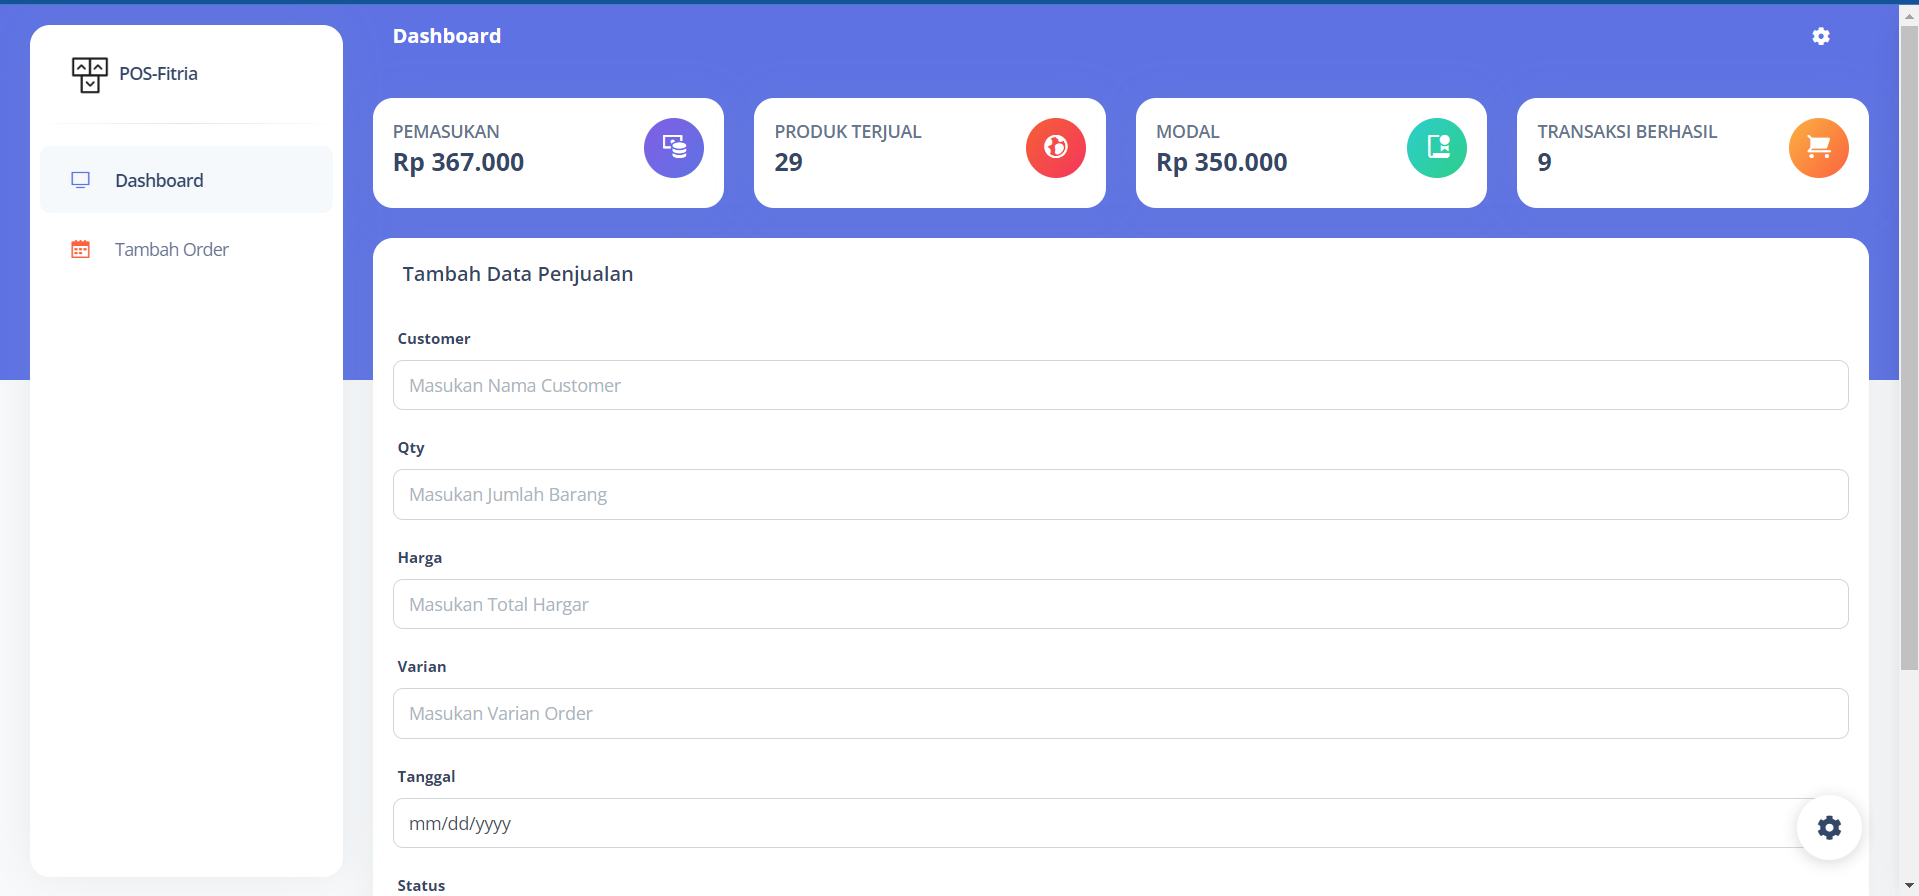 POS-Fitria
Dashboard
Tambah Order
Dashboard
PEMASUKAN
Rp 367.000
PRODUK TERJUAL
29
MODAL
Rp 350.000
TRANSAKSI BERHASIL
9
Tambah Data Penjualan
Customer
Masukan Nama Customer
Qty
Masukan Jumlah Barang
Harga
Masukan Total Hargar
Varian
Masukan Varian Order
Tanggal
mm/dd/yyyy
Status